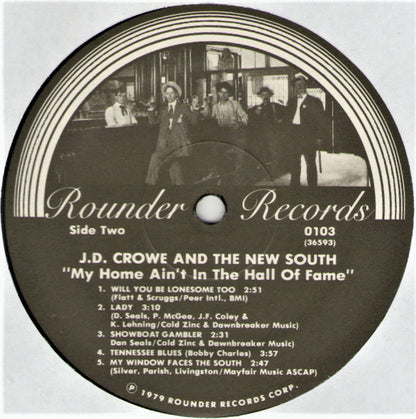 Rounder Records
Side Two 0103
(36593)
J.D. CROWE AND THE NEW SOUTH
"My Home Ain't In The Hall Of Fame"
1. WILL YOU BE LONESOME TOO 2:51
(Flatt & Scruggs/Peer Intl., BMI)
2. LADY 3:10
(D. Seals, P. McGee, J.F. Coley &
K. Lehning/Cold Zinc & Dawnbreaker Music)
3. SHOWBOAT GAMBLER 2:31
Dan Seals/Cold Zinc & Dawnbreaker Music)
4. TENNESSEE BLUES (Bobby Charles) 3:57
5. MY WINDOW FACES THE SOUTH 2:47
(Silver, Parish, Livingston/Mayfair Music ASCAP)
℗ 1979 ROUNDER RECORDS CORP.